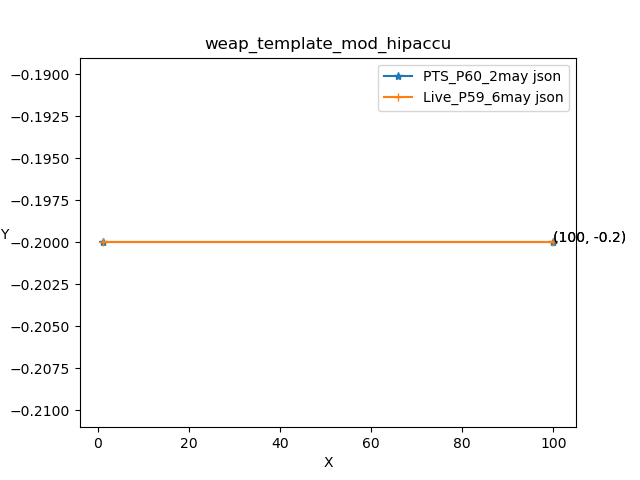 weap_template_mod_hipaccu
PTS_P60_2may json
Live_P59_6may json
−0.1900
−0.1925
−0.1950
−0.1975
Y
−0.2000
(100, -0.2)
−0.2025
−0.2050
−0.2075
−0.2100
0 20 40 60 80 100
X